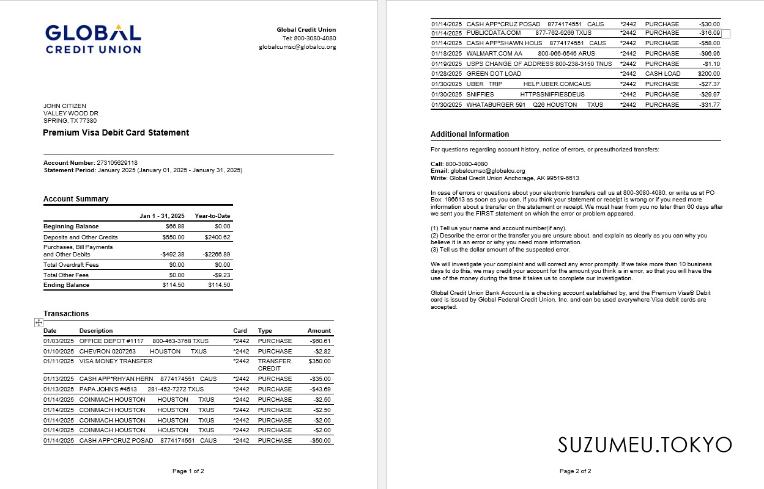 GLOBAL
CREDIT UNION
Global Credit Union
Tel: 800-3080-4080
globalcumsc@globalcu.org
JOHN CITIZEN
VALLEY WOOD DR
SPRING, TX 77380
Premium Visa Debit Card Statement
Account Number: 273105929118
Statement Period: January 2025 (January 01, 2025 - January 31, 2025)
Account Summary
Jan 1 - 31, 2025 Year-to-Date
Beginning Balance $66.88 $0.00
Deposits and Other Credits $550.00 $2400.62
Purchases, Bill Payments
and Other Debits -$492.38 -$2266.89
Total Overdraft Fees $0.00 $0.00
Total Other Fees $0.00 -$9.23
Ending Balance $114.50 $114.50
Transactions
Date Description Card Type Amount
01/03/2025 OFFICE DEPOT #1117 800-463-3768 TXUS *2442 PURCHASE -$60.61
01/10/2025 CHEVRON 0207263 HOUSTON TXUS *2442 PURCHASE -$2.82
01/11/2025 VISA MONEY TRANSFER *2442 TRANSFER CREDIT $350.00
01/13/2025 CASH APP*RHYAN HERN 8774174551 CAUS *2442 PURCHASE -$35.00
01/13/2025 PAPA JOHN'S #4613 281-452-7272 TXUS *2442 PURCHASE -$43.69
01/14/2025 COINMACH HOUSTON HOUSTON TXUS *2442 PURCHASE -$2.50
01/14/2025 COINMACH HOUSTON HOUSTON TXUS *2442 PURCHASE -$2.50
01/14/2025 COINMACH HOUSTON HOUSTON TXUS *2442 PURCHASE -$2.00
01/14/2025 COINMACH HOUSTON HOUSTON TXUS *2442 PURCHASE -$2.00
01/14/2025 CASH APP*CRUZ POSAD 8774174551 CAUS *2442 PURCHASE -$50.00
Page 1 of 2
01/14/2025 CASH APP*CRUZ POSAD 8774174551 CAUS *2442 PURCHASE -$30.00
01/14/2025 PUBLICDATA.COM 877-762-6269 TXUS *2442 PURCHASE -$16.09
01/14/2025 CASH APP*SHAWN HOUS 8774174551 CAUS *2442 PURCHASE -$58.00
01/18/2025 WALMART.COM AA 800-966-6546 ARUS *2442 PURCHASE -$96.96
01/19/2025 USPS CHANGE OF ADDRESS 800-238-3150 TNUS *2442 PURCHASE -$1.10
01/28/2025 GREEN DOT LOAD *2442 CASH LOAD $200.00
01/30/2025 UBER TRIP HELP.UBER.COMCAUS *2442 PURCHASE -$27.37
01/30/2025 SNIFFIES HTTPSSNIFFIESDEUS *2442 PURCHASE -$29.97
01/30/2025 WHATABURGER 591 Q26 HOUSTON TXUS *2442 PURCHASE -$31.77
Additional Information
For questions regarding account history, notice of errors, or preauthorized transfers:
Call: 800-3080-4080
Email: globalcumsc@globalcu.org
Write: Global Credit Union Anchorage, AK 99519-6613
In case of errors or questions about your electronic transfers call us at 800-3080-4080, or write us at PO
Box. 196613 as soon as you can, if you think your statement or receipt is wrong or if you need more
information about a transfer on the statement or receipt. We must hear from you no later than 60 days after
we sent you the FIRST statement on which the error or problem appeared.
(1) Tell us your name and account number(if any).
(2) Describe the error or the transfer you are unsure about, and explain as clearly as you can why you
believe it is an error or why you need more information.
(3) Tell us the dollar amount of the suspected error.
We will investigate your complaint and will correct any error promptly. If we take more than 10 business
days to do this, we may credit your account for the amount you think is in error, so that you will have
the use of the money during the time it takes us to complete our investigation.
Global Credit Union Bank Account is a checking account established by, and the Premium Visa® Debit
card is issued by Global Federal Credit Union, Inc. and can be used everywhere Visa debit cards are
accepted.
SUZUMEU.TOKYO
Page 2 of 2